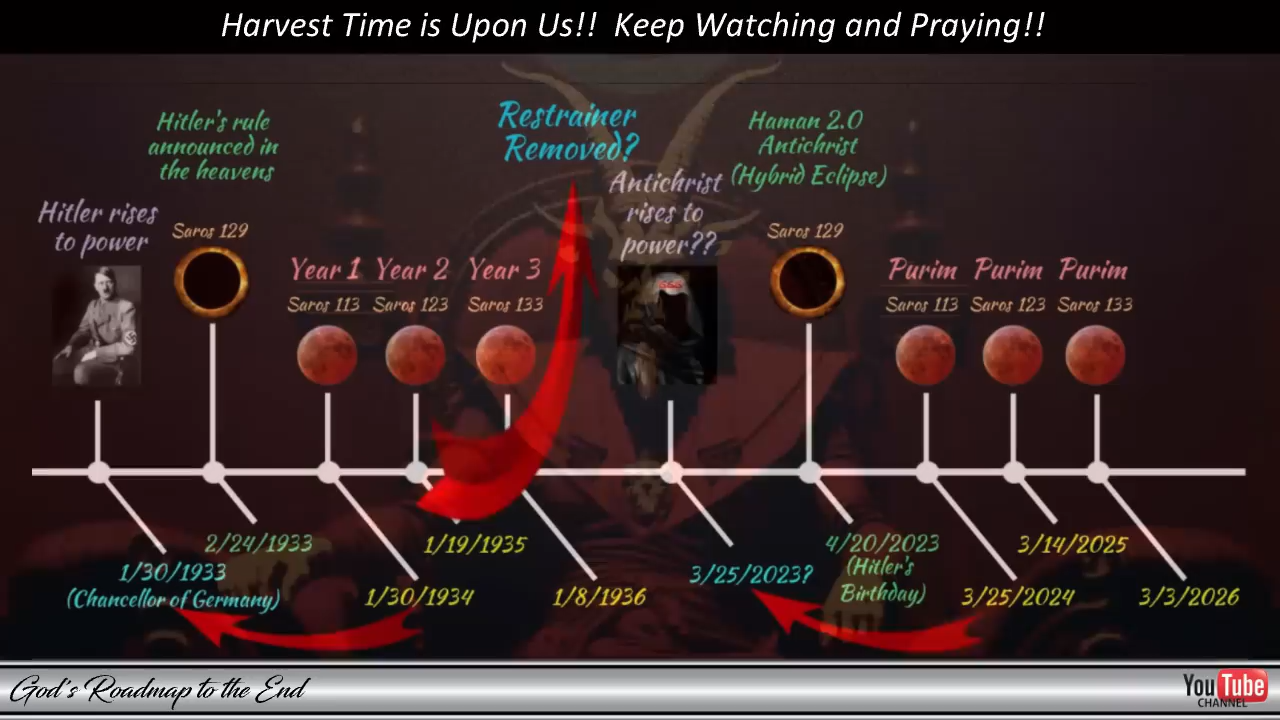 Harvest Time is Upon Us!!  Keep Watching and Praying!!
Hitler's rule
announced in
the heavens
Restrainer
Removed?
Haman 2.0
Antichrist
(Hybrid Eclipse)
Hitler rises
to power
Saros 129
Antichrist
rises to
power??
Saros 129
Year 1
Year 2
Year 3
Saros 113
Saros 123
Saros 133
666
Purim
Purim
Purim
Saros 113
Saros 123
Saros 133
2/24/1933
1/30/1933
(Chancellor of Germany)
1/19/1935
1/30/1934
1/8/1936
3/25/2023?
4/20/2023
(Hitler's
Birthday)
3/14/2025
3/25/2024
3/3/2026
God's Roadmap to the End
YouTube
CHANNEL